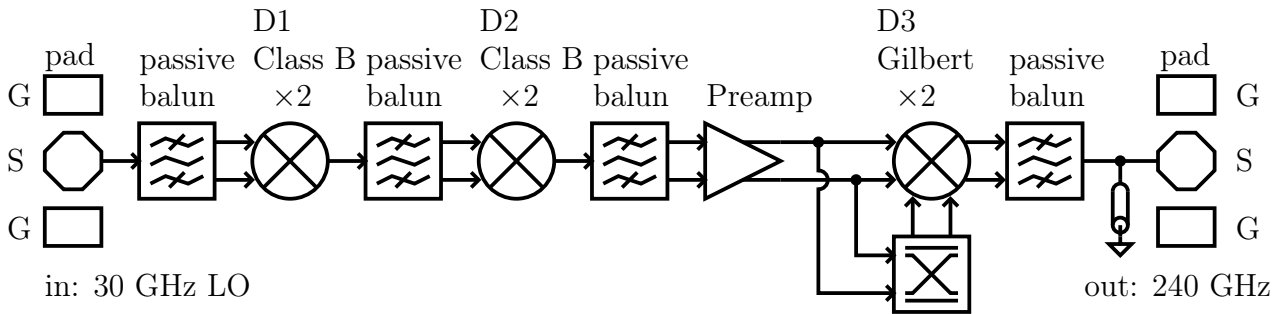 D1
D2
D3
pad
passive
Class B
passive
Class B
passive
Gilbert
passive
pad
G
balun
×2
balun
×2
balun
Preamp
×2
balun
G
S
S
G
G
in: 30 GHz LO
out: 240 GHz